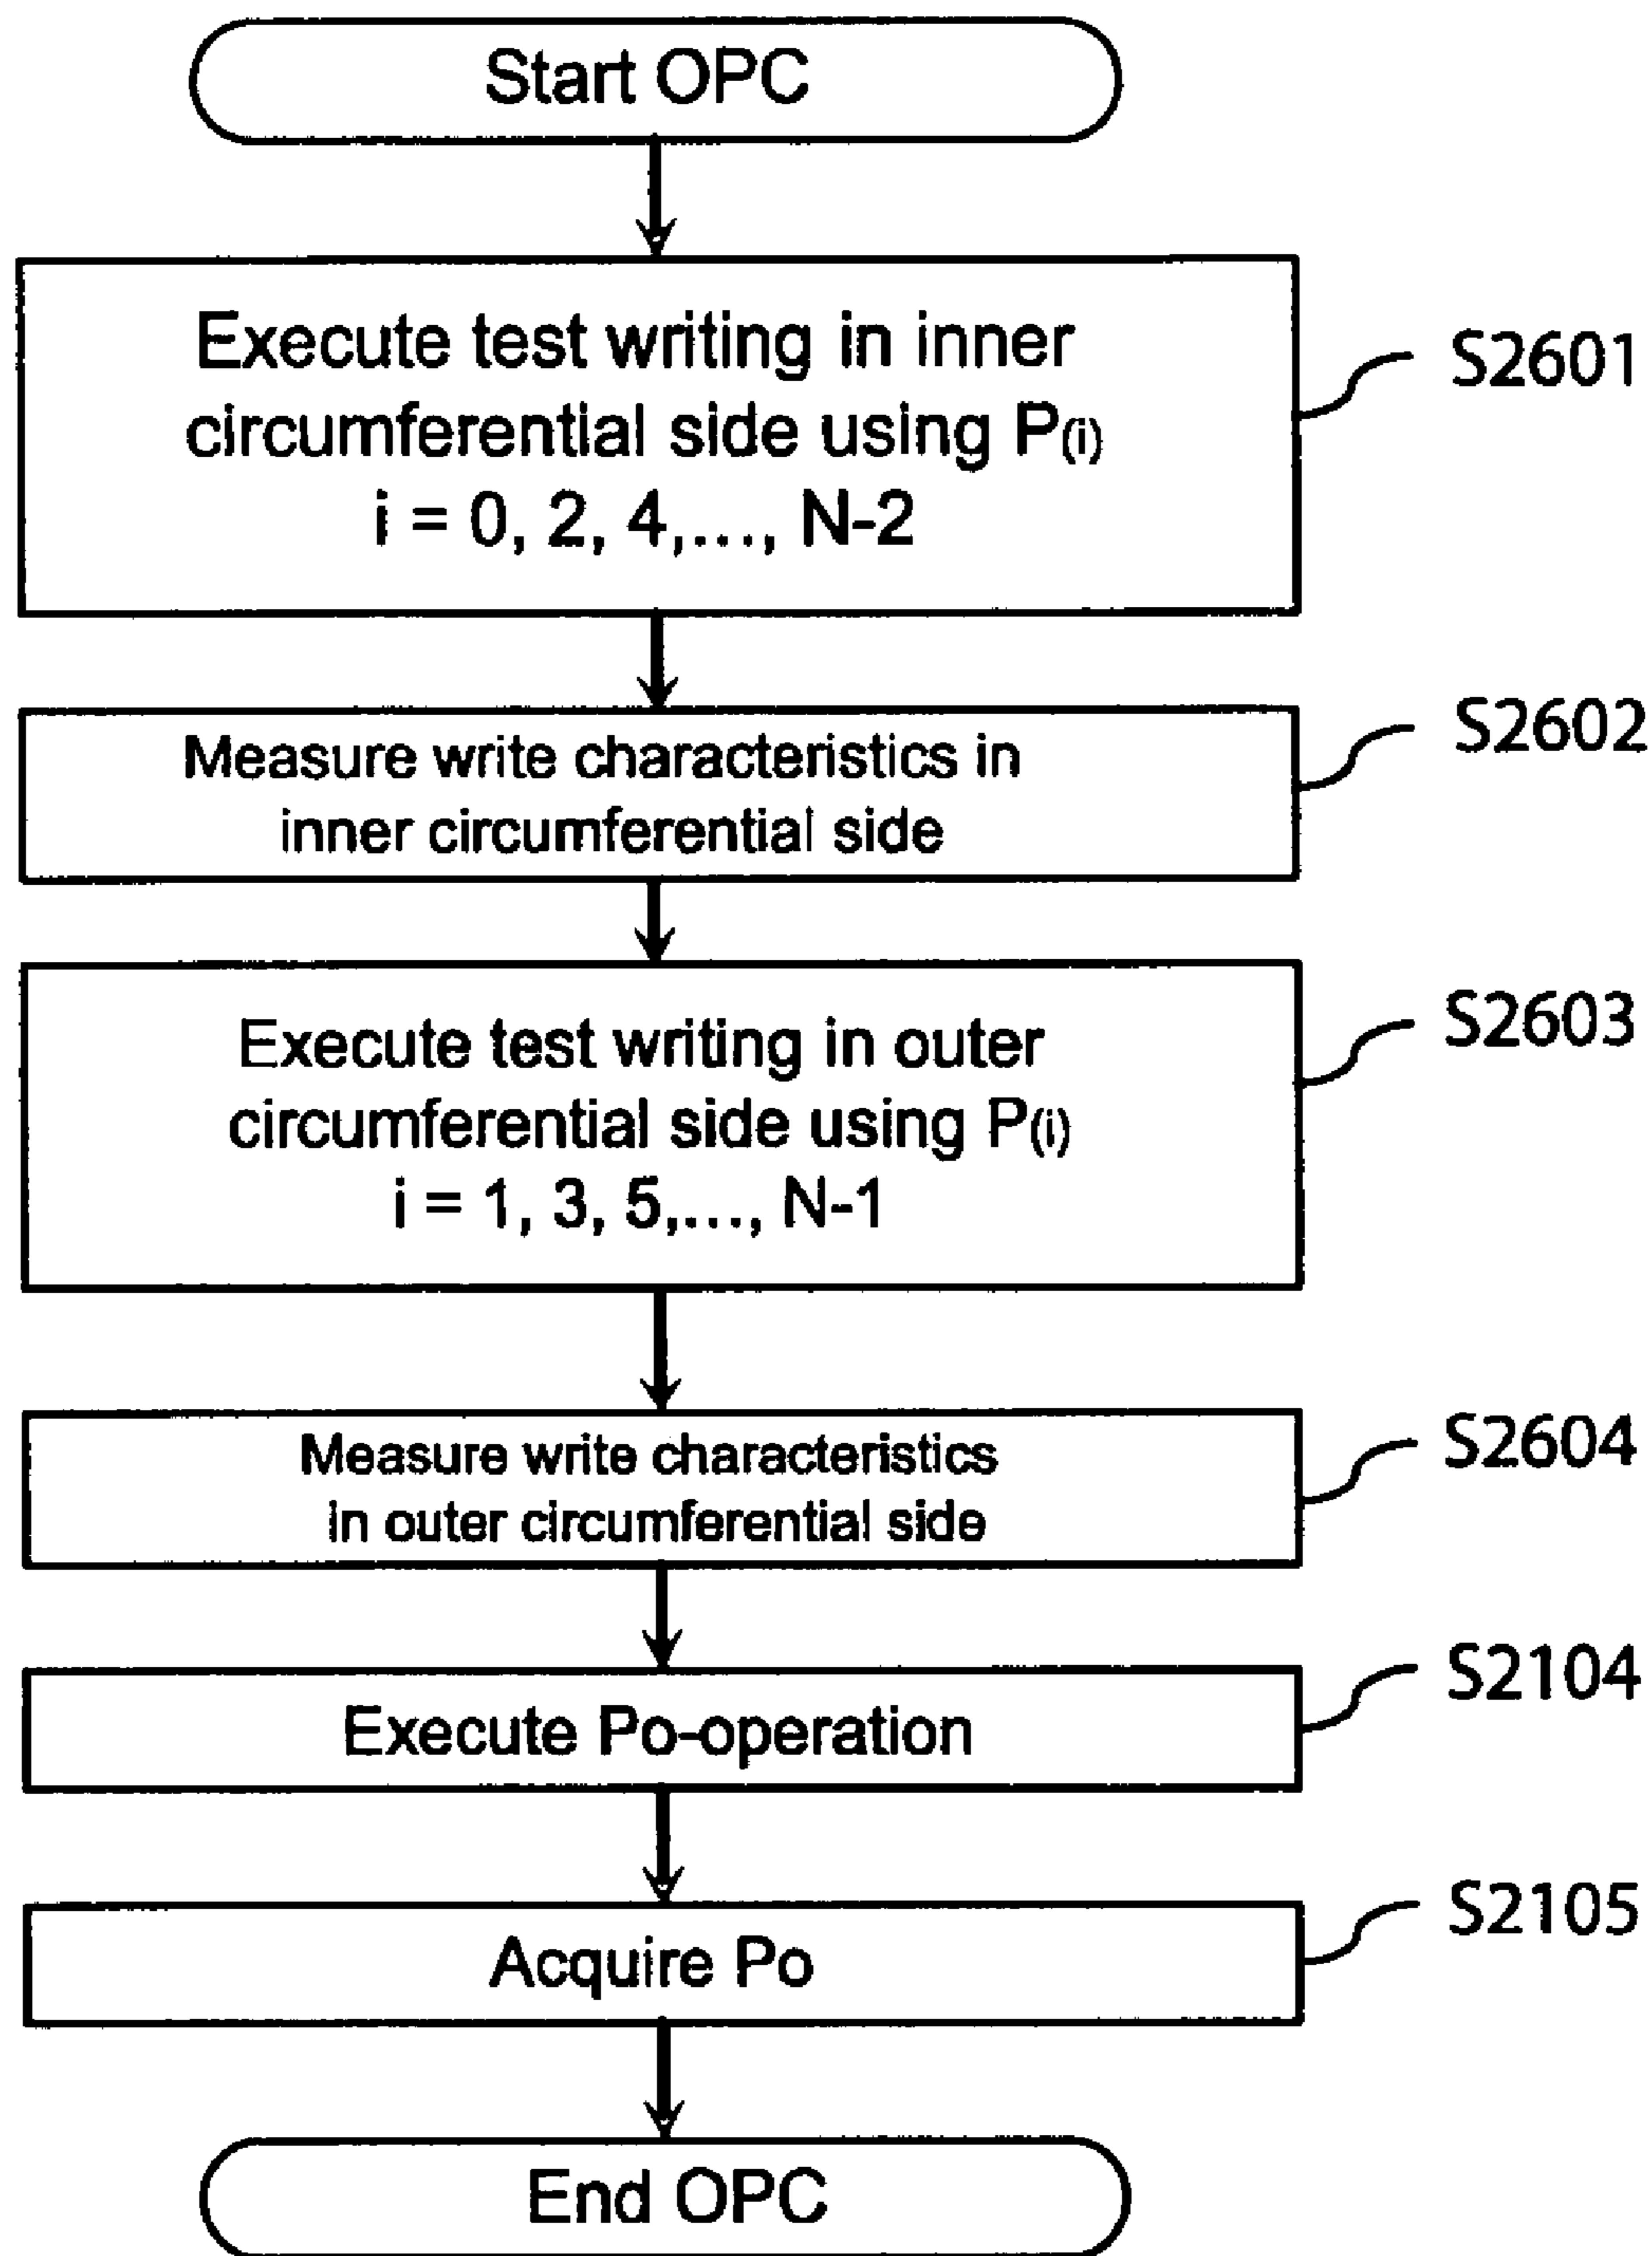 Start OPC
Execute test writing in inner
circumferential side using P(i)
i = 0, 2, 4,..., N-2
S2601
Measure write characteristics in
inner circumferential side
S2602
Execute test writing in outer
circumferential side using P(i)
i = 1, 3, 5,..., N-1
S2603
Measure write characteristics
in outer circumferential side
S2604
Execute Po-operation
S2104
Acquire Po
S2105
End OPC